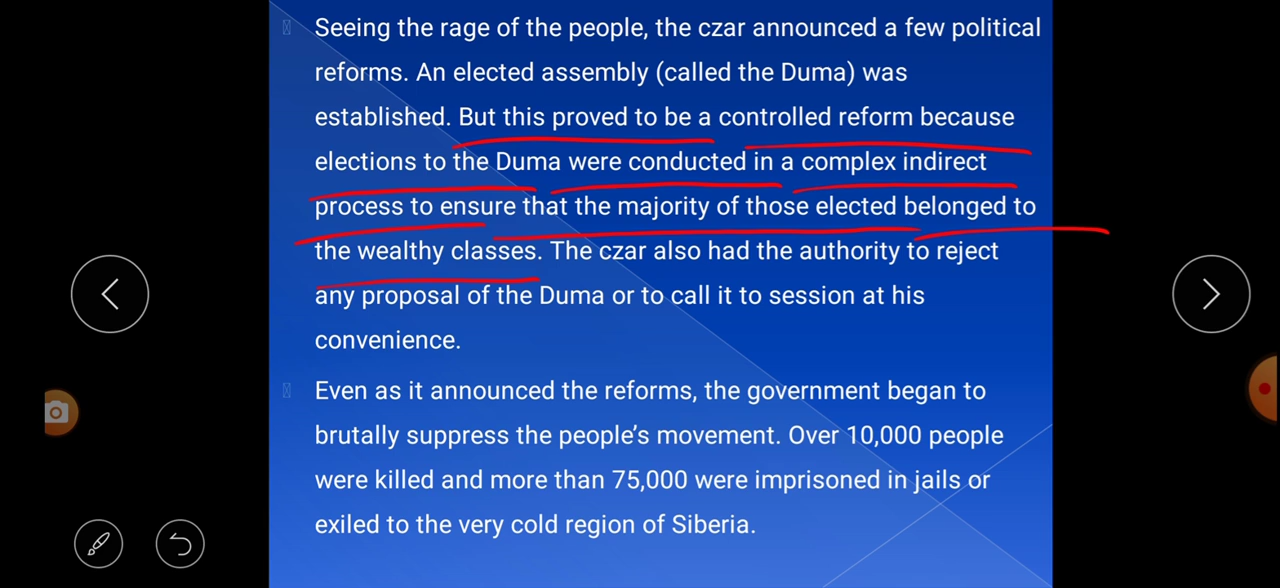 Seeing the rage of the people, the czar announced a few political
reforms. An elected assembly (called the Duma) was
established. But this proved to be a controlled reform because
elections to the Duma were conducted in a complex indirect
process to ensure that the majority of those elected belonged to
the wealthy classes. The czar also had the authority to reject
any proposal of the Duma or to call it to session at his
convenience.
Even as it announced the reforms, the government began to
brutally suppress the people’s movement. Over 10,000 people
were killed and more than 75,000 were imprisoned in jails or
exiled to the very cold region of Siberia.